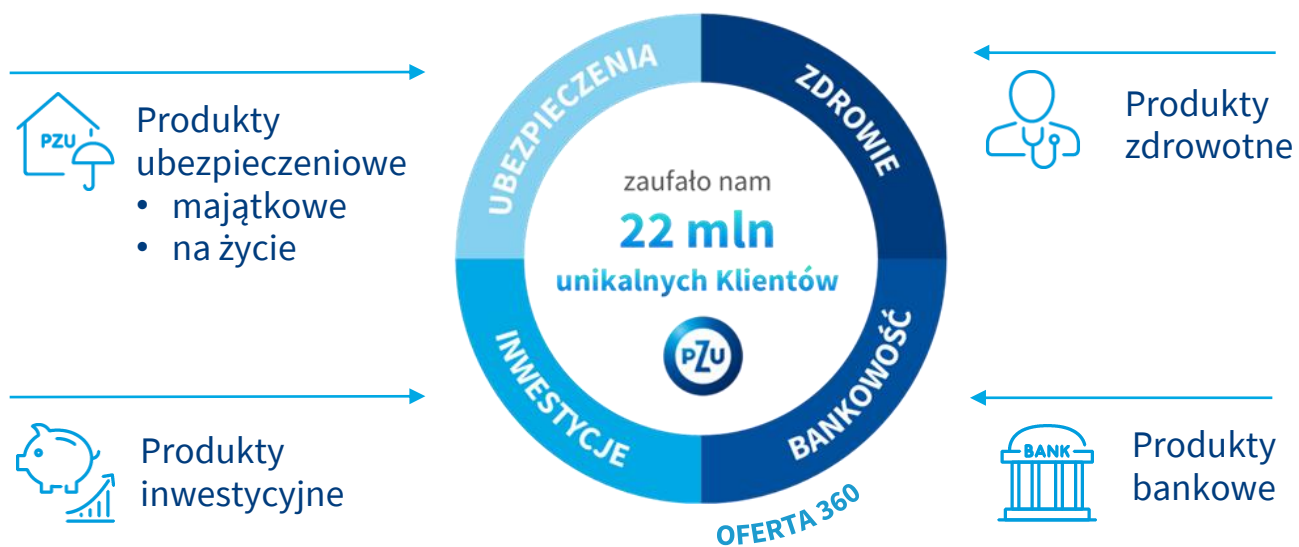 PZU
Produkty
ubezpieczeniowe
• majątkowe
• na życie
Produkty
inwestycyjne
UBEZPIECZENIA
ZDROWIE
INWESTYCJE
BANKOWOŚĆ
zaufało nam
22 mln
unikalnych Klientów
PZU
OFERTA 360
Produkty
zdrowotne
BANK
Produkty
bankowe